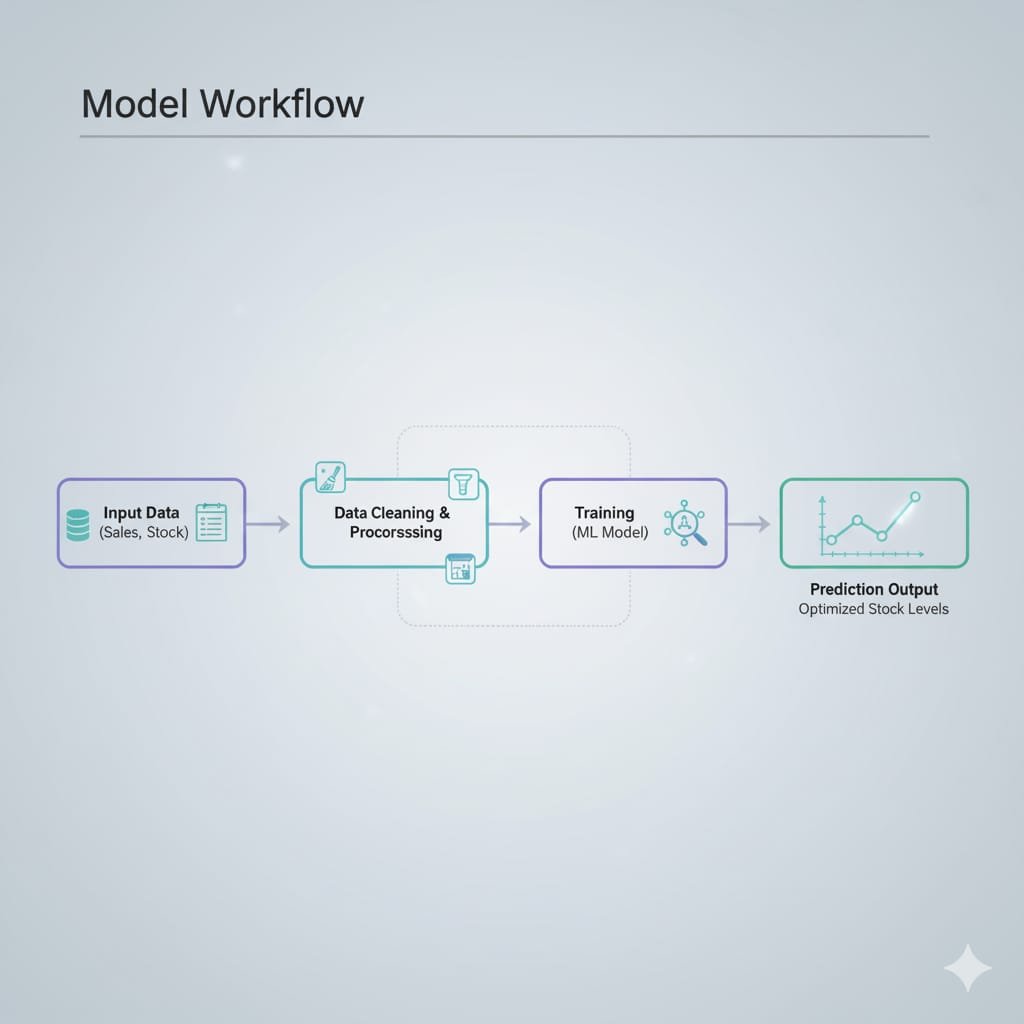 Model Workflow
Input Data
(Sales, Stock)
Data Cleaning &
Procorsssing
Training
(ML Model)
Prediction Output
Optimized Stock Levels